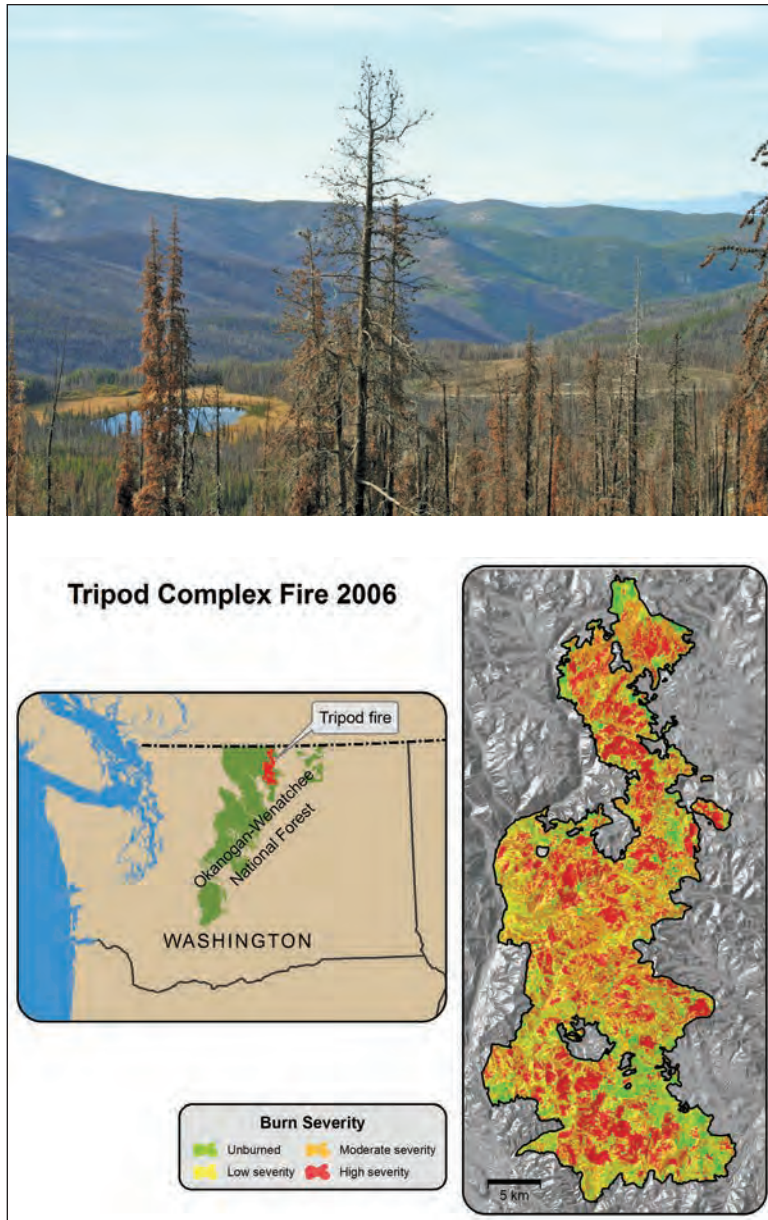 Tripod Complex Fire 2006
Tripod fire
Okanogan-Wenatchee
National Forest
WASHINGTON
Burn Severity
Unburned
Moderate severity
Low severity
High severity
5 km